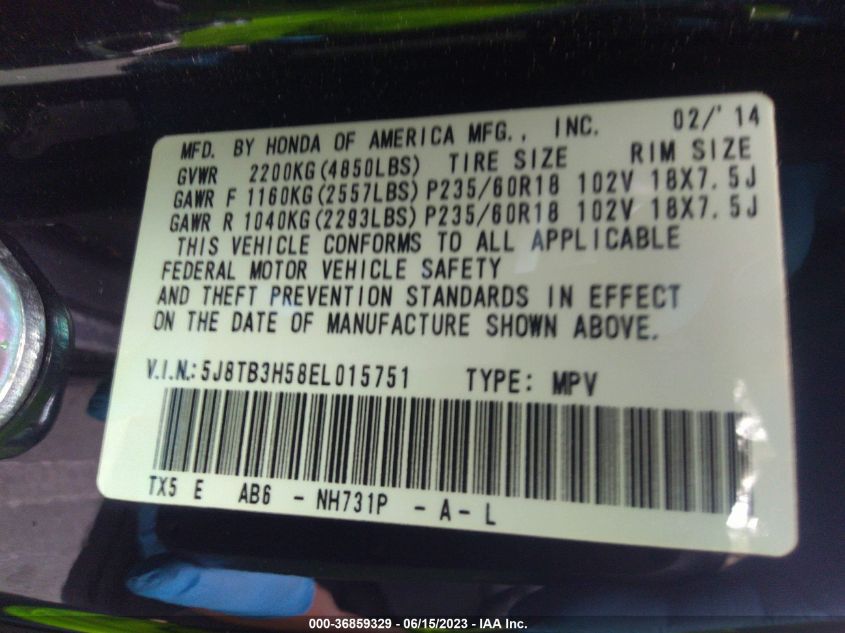 MFD. BY HONDA OF AMERICA MFG., INC. 02/'14
GVWR 2200KG(4850LBS) TIRE SIZE RIM SIZE
GAWR F 1160KG(2557LBS) P235/60R18 102V 18X7.5J
GAWR R 1040KG(2293LBS) P235/60R18 102V 18X7.5J
THIS VEHICLE CONFORMS TO ALL APPLICABLE
FEDERAL MOTOR VEHICLE SAFETY
AND THEFT PREVENTION STANDARDS IN EFFECT
ON THE DATE OF MANUFACTURE SHOWN ABOVE.
V.I.N.: 5J8TB3H58EL015751 TYPE: MPV
TX5 E AB6 - NH731P - A - L
000-36859329 - 06/15/2023 - IAA Inc.